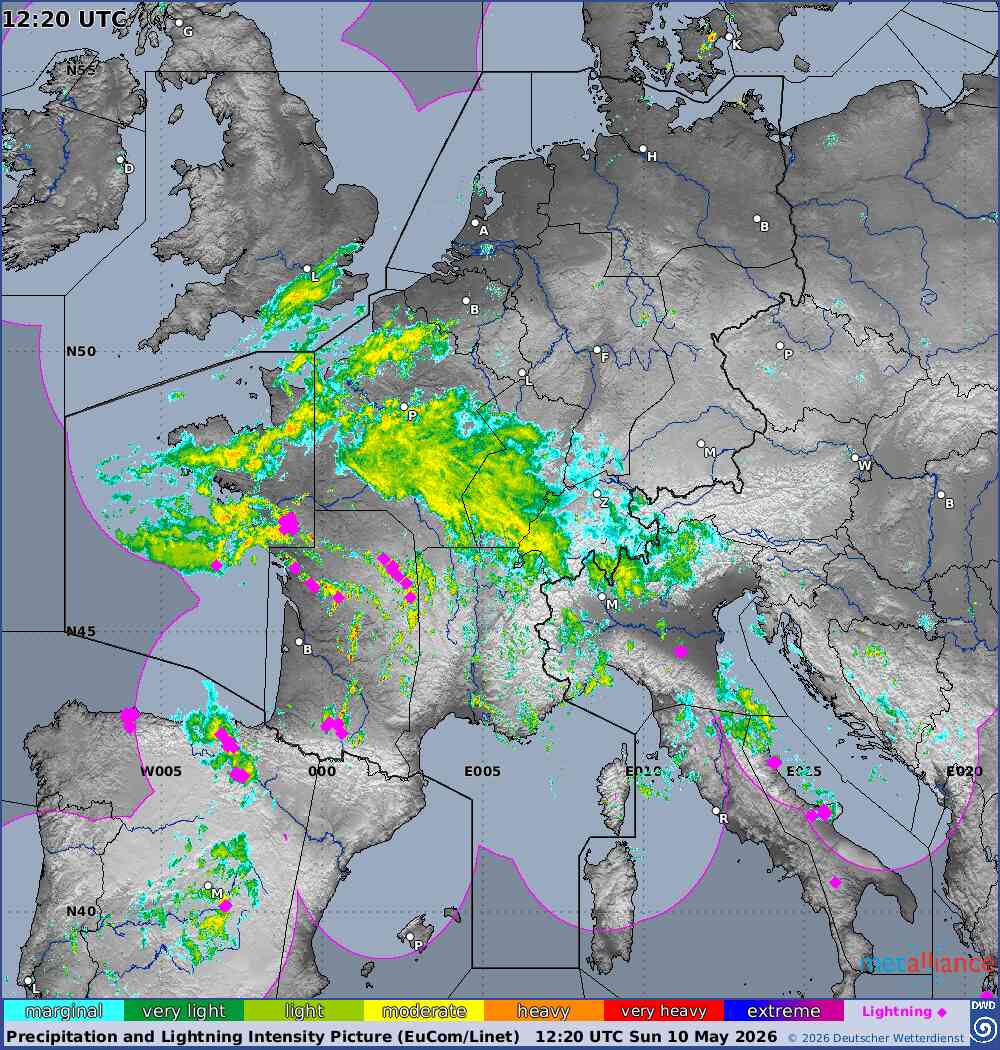 12:20 UTC
G
K
N55
D
H
A
B
L
B
N50
F
P
L
P
M
W
Z
B
M
N45
B
W005
000
E005
E010
E015
E020
R
M
N40
P
L
metalliance
marginal very light light moderate heavy very heavy extreme Lightning
DWD
Precipitation and Lightning Intensity Picture (EuCom/Linet) 12:20 UTC Sun 10 May 2026 © 2026 Deutscher Wetterdienst